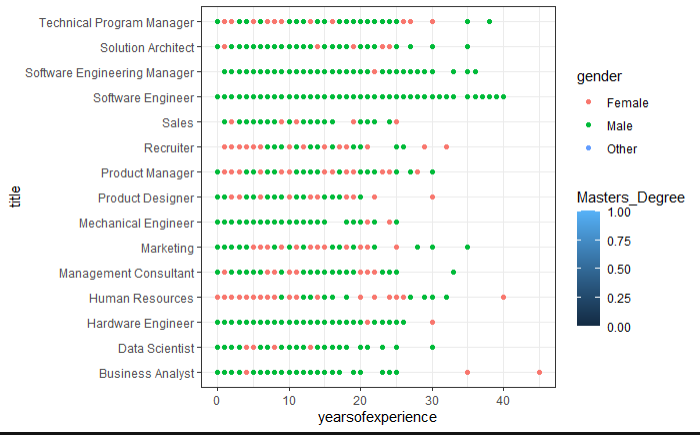 Technical Program Manager
Solution Architect
Software Engineering Manager
Software Engineer
Sales
Recruiter
Product Manager
Product Designer
Mechanical Engineer
Marketing
Management Consultant
Human Resources
Hardware Engineer
Data Scientist
Business Analyst
title
0 10 20 30 40
yearsofexperience
gender
Female
Male
Other
Masters_Degree
1.00
0.75
0.50
0.25
0.00